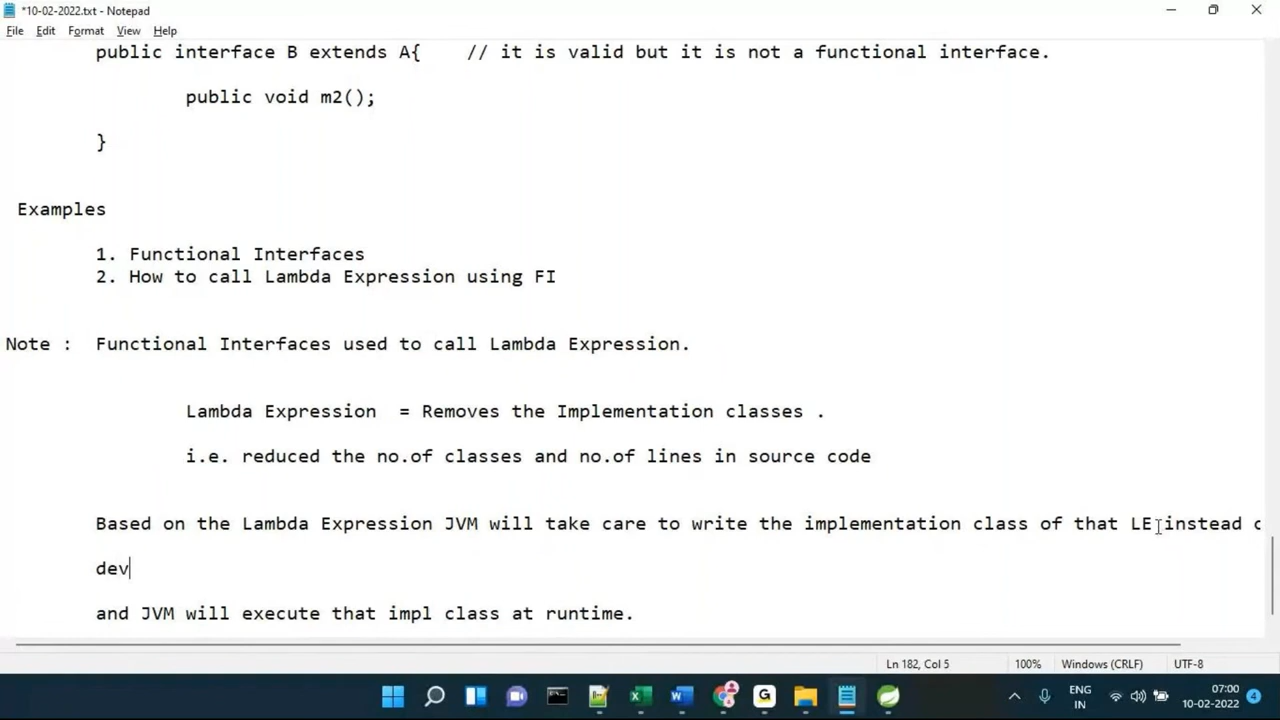 *10-02-2022.txt - Notepad
File Edit Format View Help
public interface B extends A{ // it is valid but it is not a functional interface.
public void m2();
}
Examples
1. Functional Interfaces
2. How to call Lambda Expression using FI
Note : Functional Interfaces used to call Lambda Expression.
Lambda Expression = Removes the Implementation classes .
i.e. reduced the no.of classes and no.of lines in source code
Based on the Lambda Expression JVM will take care to write the implementation class of that LE instead
dev
and JVM will execute that impl class at runtime.
Ln 182, Col 5 100% Windows (CRLF) UTF-8
ENG 07:00
IN 10-02-2022 4